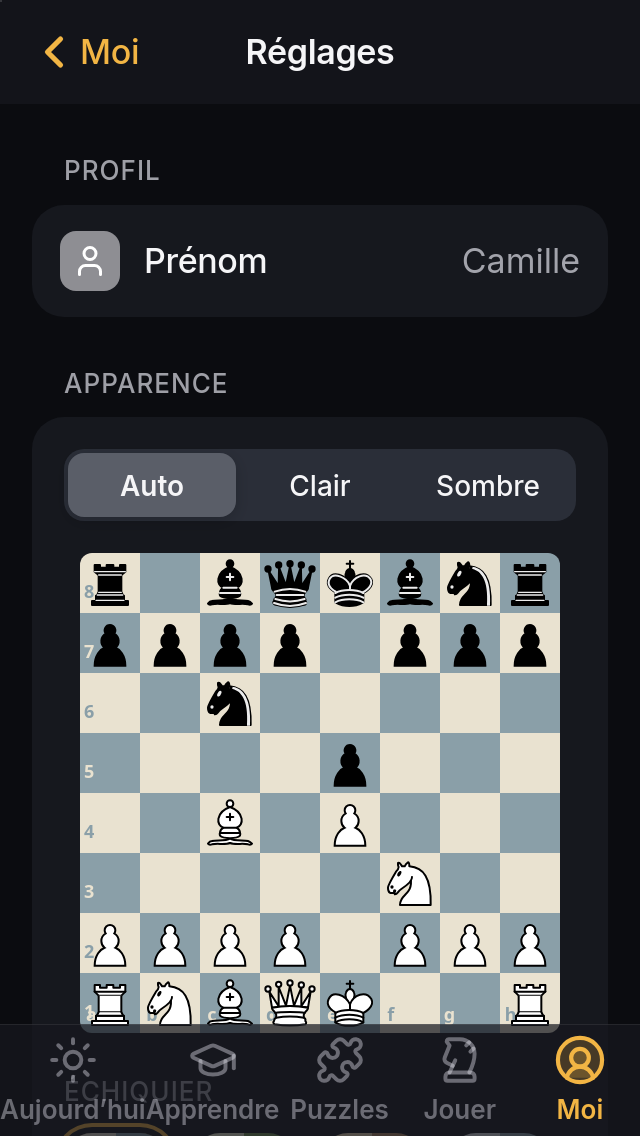 Moi
Réglages
PROFIL
Prénom
Camille
APPARENCE
Auto
Clair
Sombre
8
7
6
5
4
3
2
1
f
g
h
ÉCHIQUIER
Aujourd’hui
Apprendre
Puzzles
Jouer
Moi